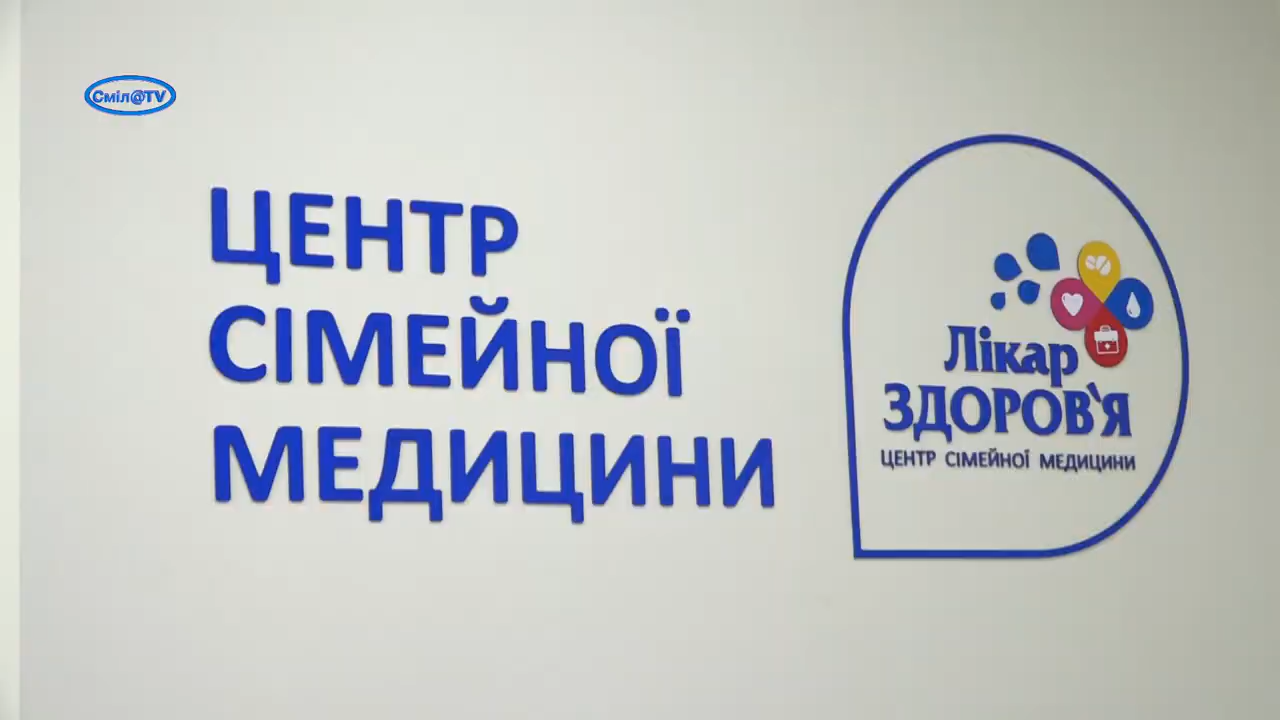 Сміл@TV
ЦЕНТР
СІМЕЙНОЇ
МЕДИЦИНИ
Лікар
ЗДОРОВ`Я
ЦЕНТР СІМЕЙНОЇ МЕДИЦИНИ